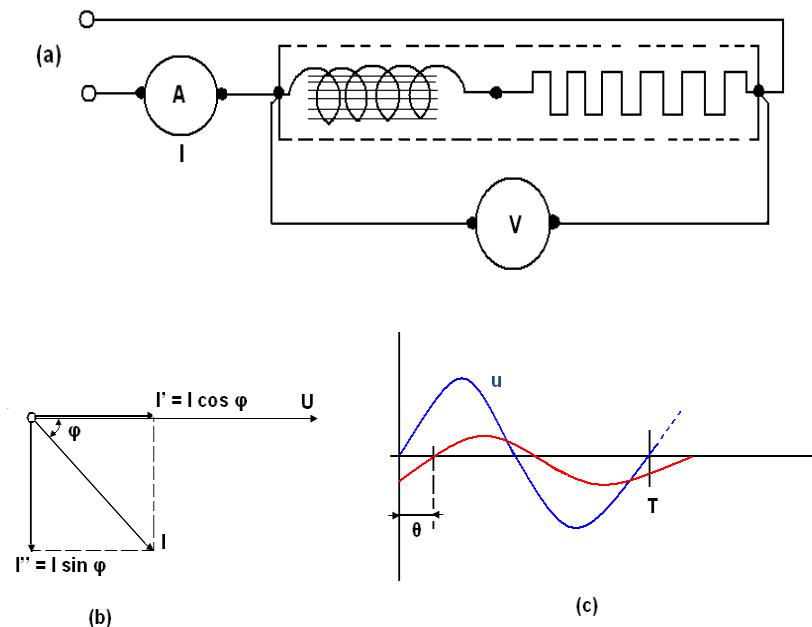 (a)
A
I
V
I' = I cos φ
U
φ
I
I'' = I sin φ
(b)
u
θ
T
(c)